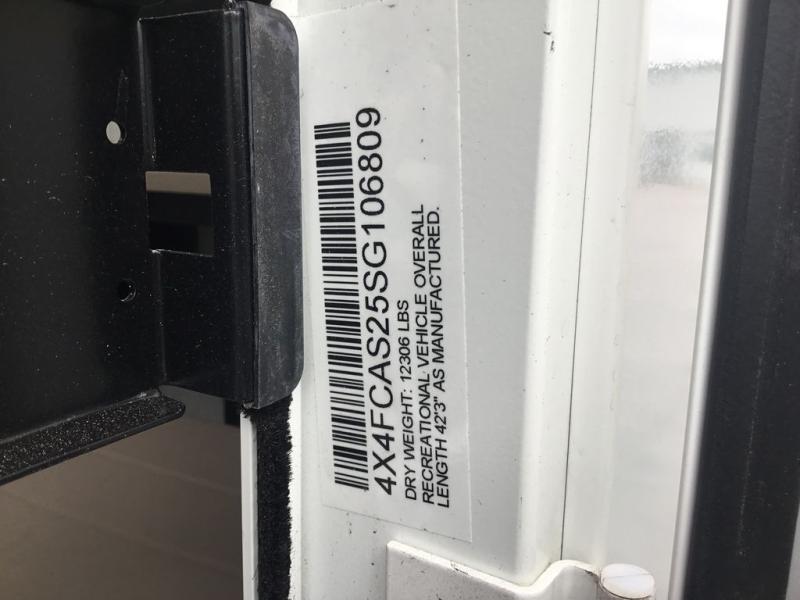 4X4FCAS25SG106809
DRY WEIGHT: 12306 LBS
RECREATIONAL VEHICLE OVERALL
LENGTH 42'3" AS MANUFACTURED.